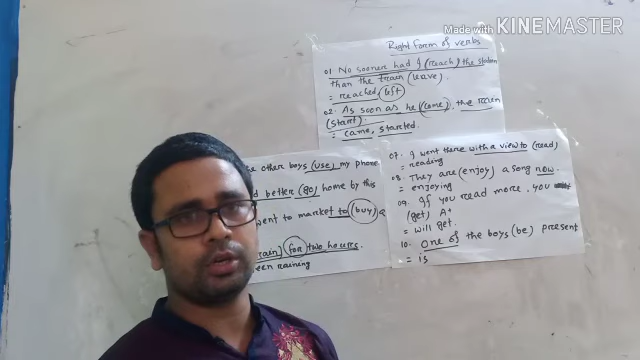 Made with KINEMASTER
Right form of verbs
01. No sooner had I (reach) the station
than the train (leave).
= reached, left
02. As soon as he (come), the rain
(start).
= came, started.
other boys (use) my phone
better (go) home by this
went to market to (buy) a
rain) for two hours.
been raining
07. I went there with a view to (read)
= reading
08. They are (enjoy) a song now.
= enjoying
09. If you read more, you
(get) A+
= will get.
10. One of the boys (be) present
= is